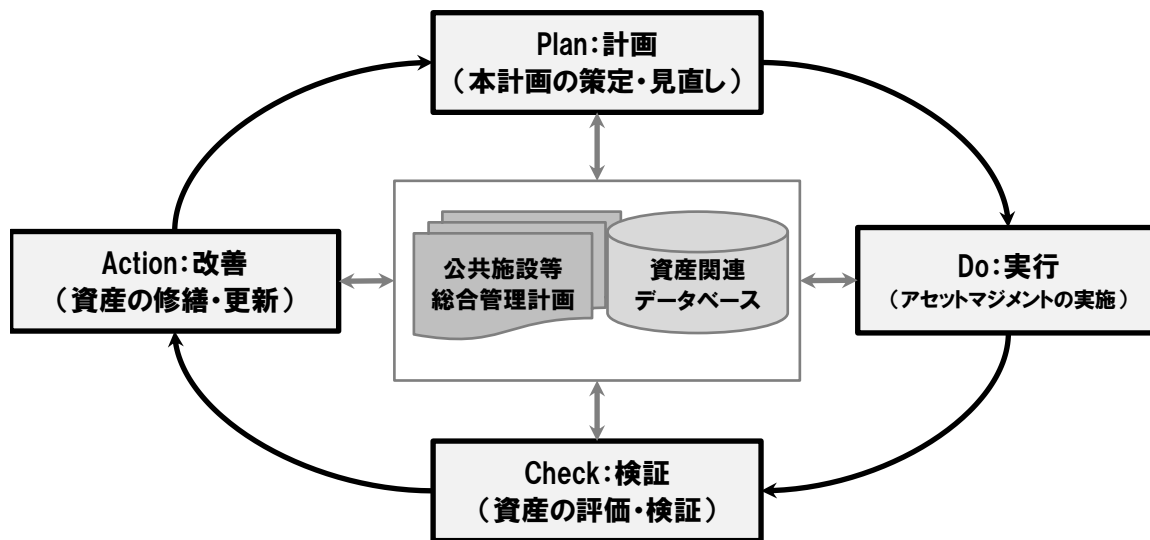 Plan：計画
（本計画の策定・見直し）
Action：改善
（資産の修繕・更新）
公共施設等
総合管理計画
資産関連
データベース
Do：実行
（アセットマジメントの実施）
Check：検証
（資産の評価・検証）